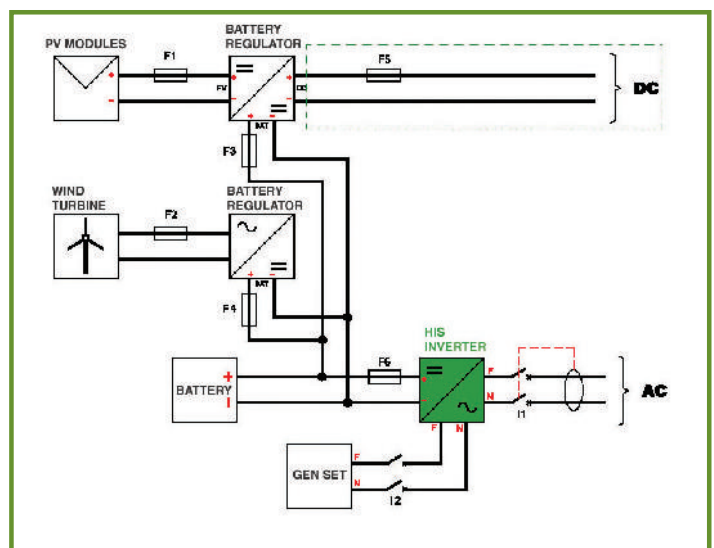 BATTERY
REGULATOR
PV MODULES
F1
F5
+
-
+
-
PV
+
-
DC
DC
+
-
BAT
F3
WIND
TURBINE
F2
BATTERY
REGULATOR
+
-
BAT
F4
HIS
INVERTER
BATTERY
+
-
F6
+
-
F
N
I1
AC
F
N
GEN SET
F
N
I2